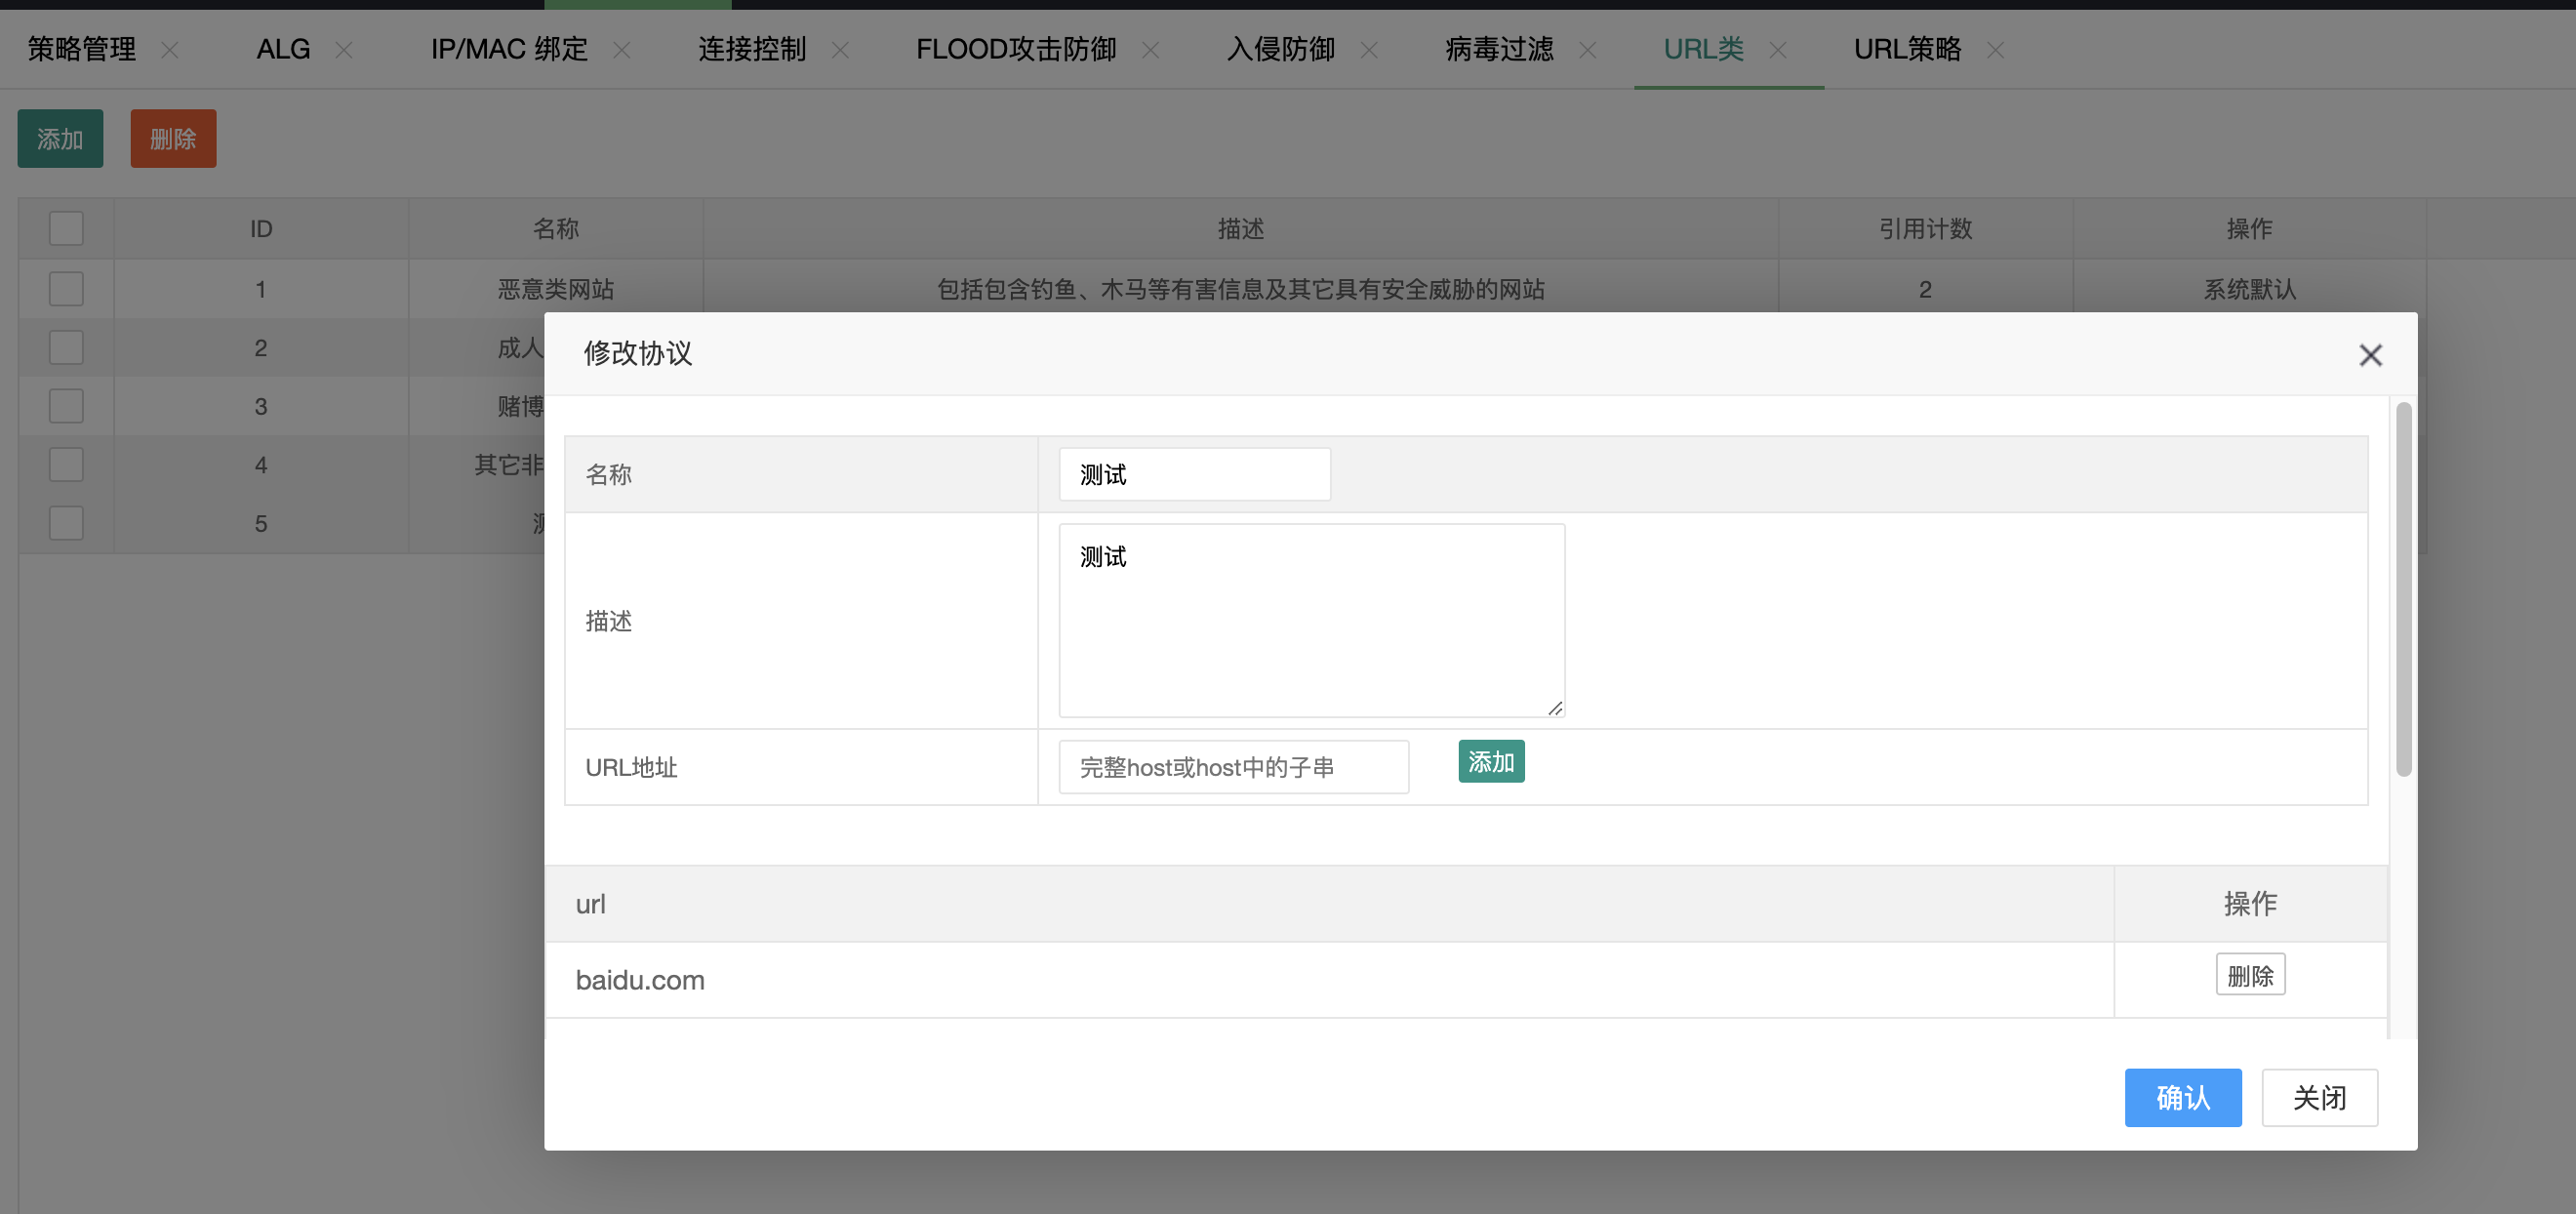 策略管理 ALG IP/MAC 绑定 连接控制 FLOOD攻击防御 入侵防御 病毒过滤 URL类 URL策略
添加 删除
ID 名称 描述 引用计数 操作
1 恶意类网站 包括包含钓鱼、木马等有害信息及其它具有安全威胁的网站 2 系统默认
2 成人
3 赌博
4 其它非
5
修改协议
名称 测试
描述 测试
URL地址 完整host或host中的子串 添加
url 操作
baidu.com 删除
确认 关闭